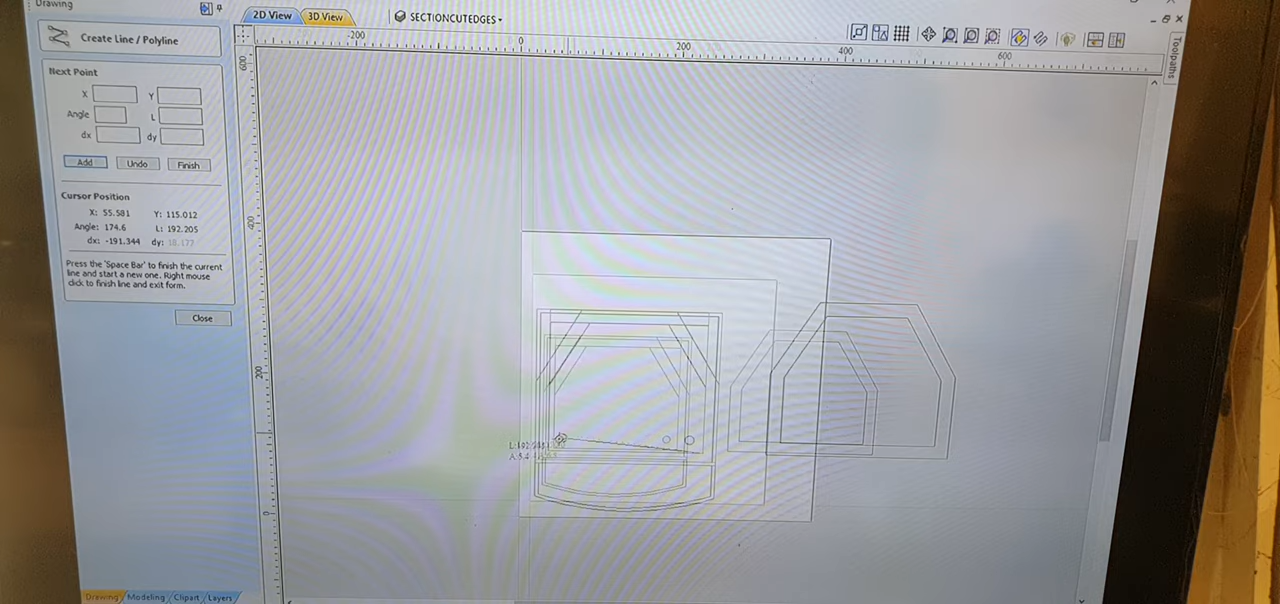 Drawing
2D View
3D View
SECTIONCUTEDGES
Create Line / Polyline
-200
0
200
400
600
Toolpaths
Next Point
X
Y
Angle
L
dx
dy
Add
Undo
Finish
Cursor Position
X: 55.581
Y: 115.012
Angle: 174.6
L: 192.205
dx: -191.344
dy: 18.177
Press the 'Space Bar' to finish the current
line and start a new one. Right mouse
click to finish line and exit form.
Close
600
400
200
0
Drawing
Modeling
Clipart
Layers